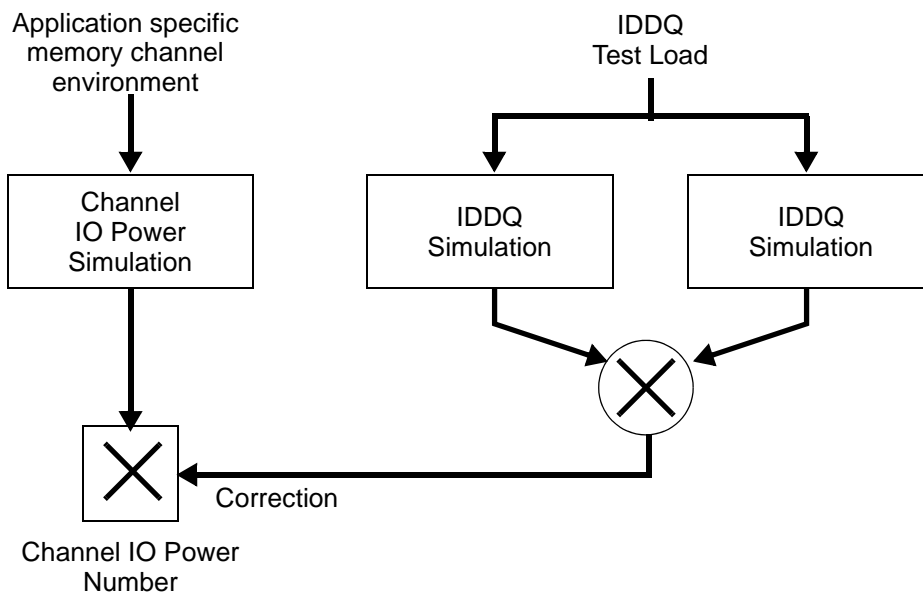 Application specific
memory channel
environment
IDDQ
Test Load
Channel
IO Power
Simulation
IDDQ
Simulation
IDDQ
Simulation
Correction
Channel IO Power
Number